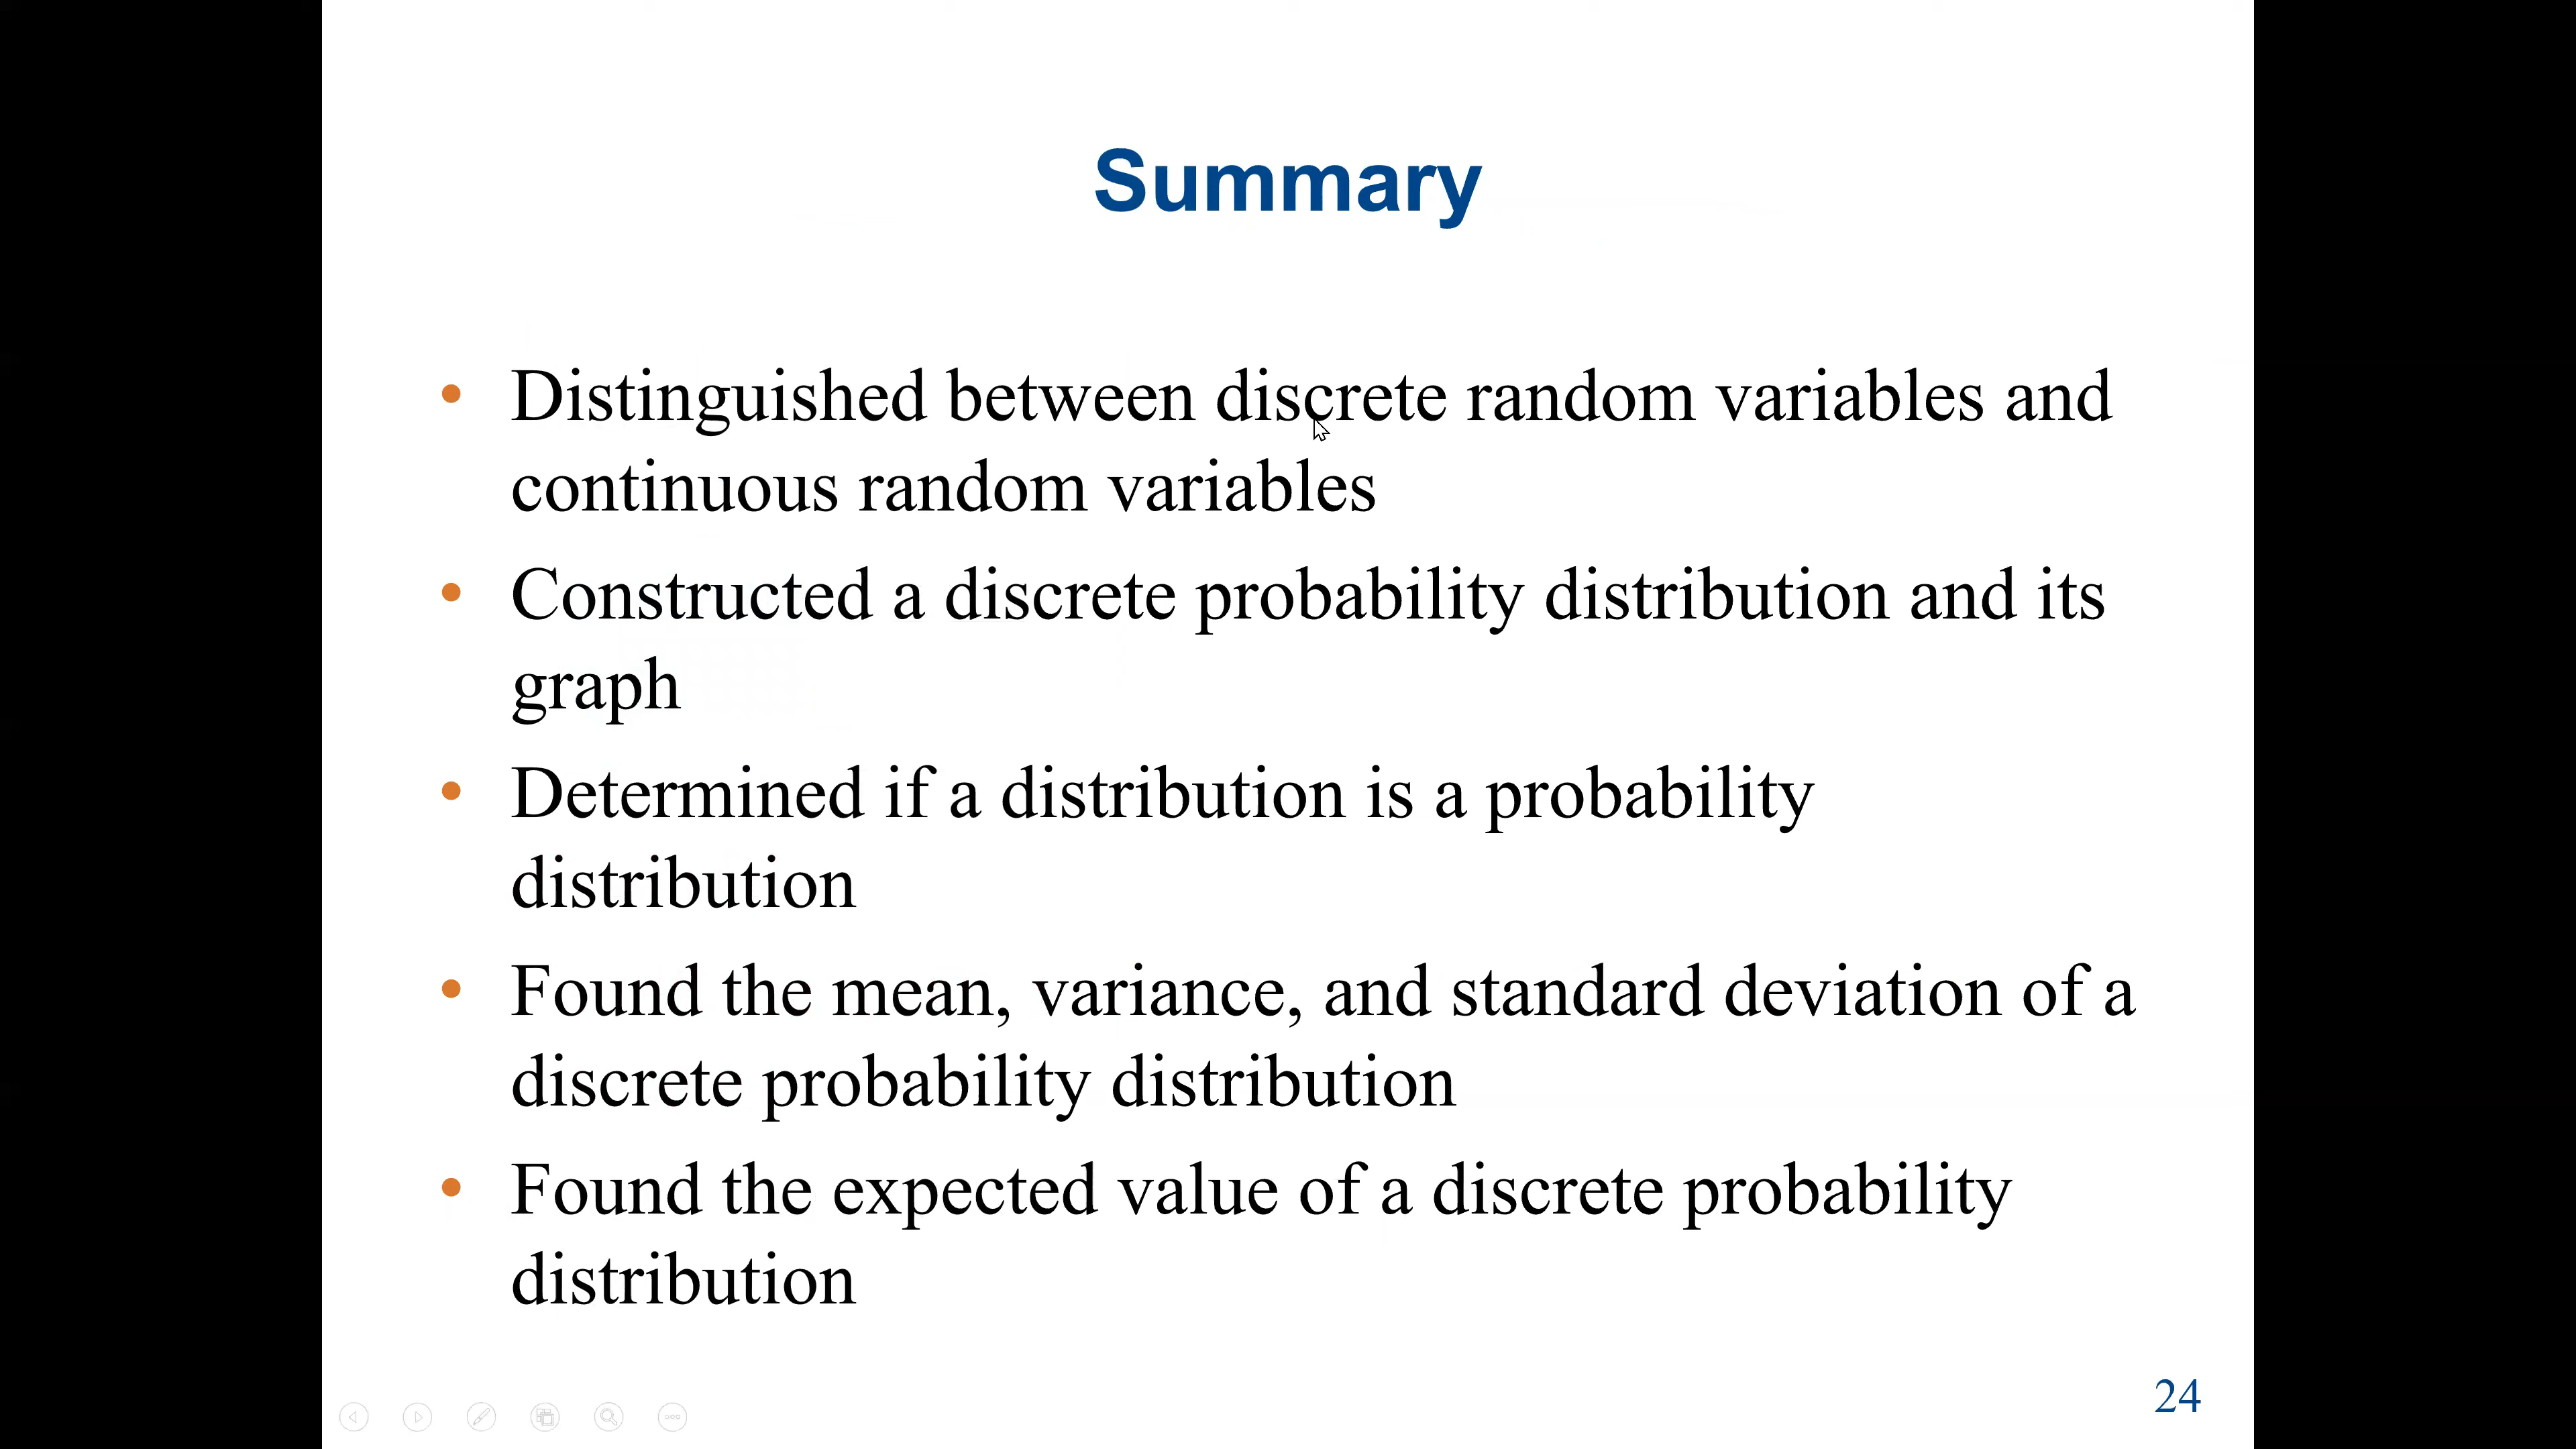 Summary
• Distinguished between discrete random variables and
continuous random variables
• Constructed a discrete probability distribution and its
graph
• Determined if a distribution is a probability
distribution
• Found the mean, variance, and standard deviation of a
discrete probability distribution
• Found the expected value of a discrete probability
distribution
24